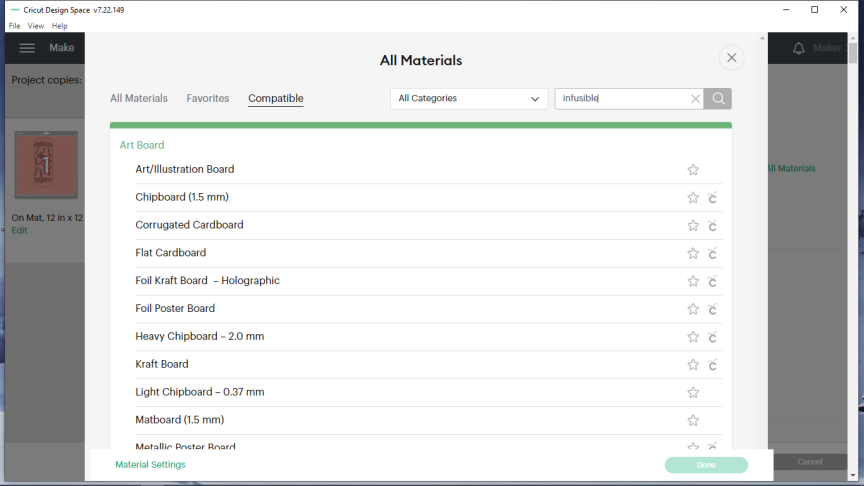 Cricut Design Space v7.22.149
File View Help
Make
All Materials
Maker
Project copies:
All Materials Favorites Compatible
All Categories
infusible
Art Board
Art/Illustration Board
1
All Materials
Chipboard (1.5 mm)
On Mat, 12 in x 12
Corrugated Cardboard
Edit
Flat Cardboard
Foil Kraft Board – Holographic
Foil Poster Board
Heavy Chipboard – 2.0 mm
Kraft Board
Light Chipboard – 0.37 mm
Matboard (1.5 mm)
Metallic Poster Board
Material Settings
Done
Cancel